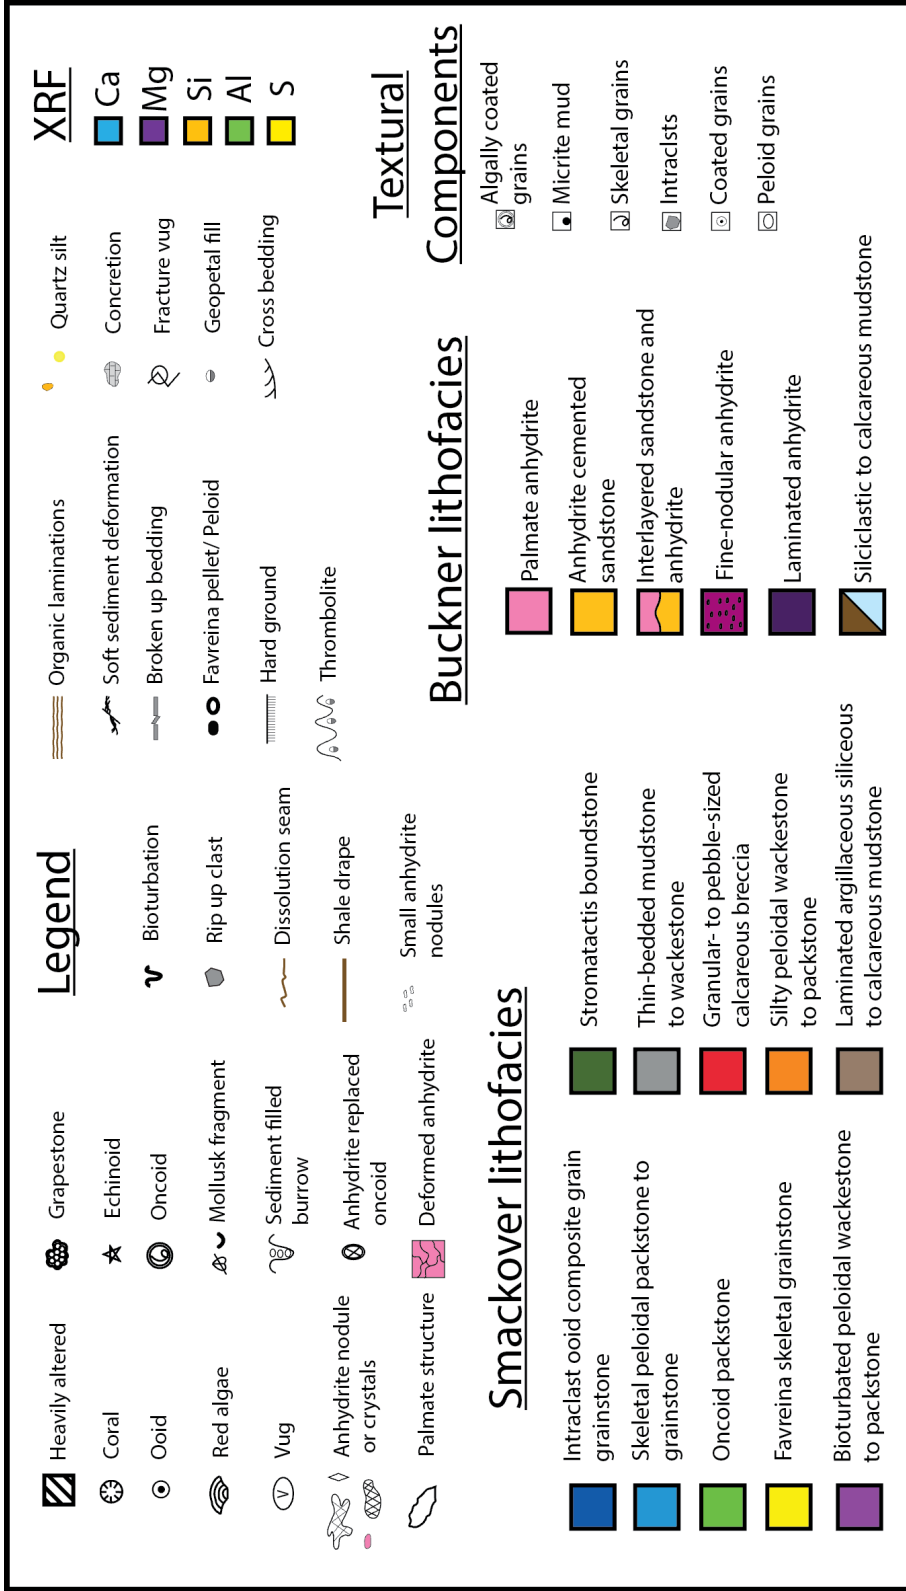 Legend
Heavily altered
Coral
Ooid
Red algae
V
Vug
Anhydrite nodule
or crystals
Palmate structure
Grapestone
Echinoid
Oncoid
Mollusk fragment
Sediment filled
burrow
Anhydrite replaced
oncoid
Deformed anhydrite
Bioturbation
Rip up clast
Dissolution seam
Shale drape
Small anhydrite
nodules
Organic laminations
Soft sediment deformation
Broken up bedding
Favreina pellet/ Peloid
Hard ground
Thrombolite
Quartz silt
Concretion
Fracture vug
Geopetal fill
Cross bedding
XRF
Ca
Mg
Si
Al
S
Smackover lithofacies
Intraclast ooid composite grain
grainstone
Skeletal peloidal packstone to
grainstone
Oncoid packstone
Favreina skeletal grainstone
Bioturbated peloidal wackestone
to packstone
Stromatactis boundstone
Thin-bedded mudstone
to wackestone
Granular- to pebble-sized
calcareous breccia
Silty peloidal wackestone
to packstone
Laminated argillaceous siliceous
to calcareous mudstone
Buckner lithofacies
Palmate anhydrite
Anhydrite cemented
sandstone
Interlayered sandstone and
anhydrite
Fine-nodular anhydrite
Laminated anhydrite
Silciclastic to calcareous mudstone
Textural
Components
Algally coated
grains
Micrite mud
Skeletal grains
Intraclsts
Coated grains
Peloid grains